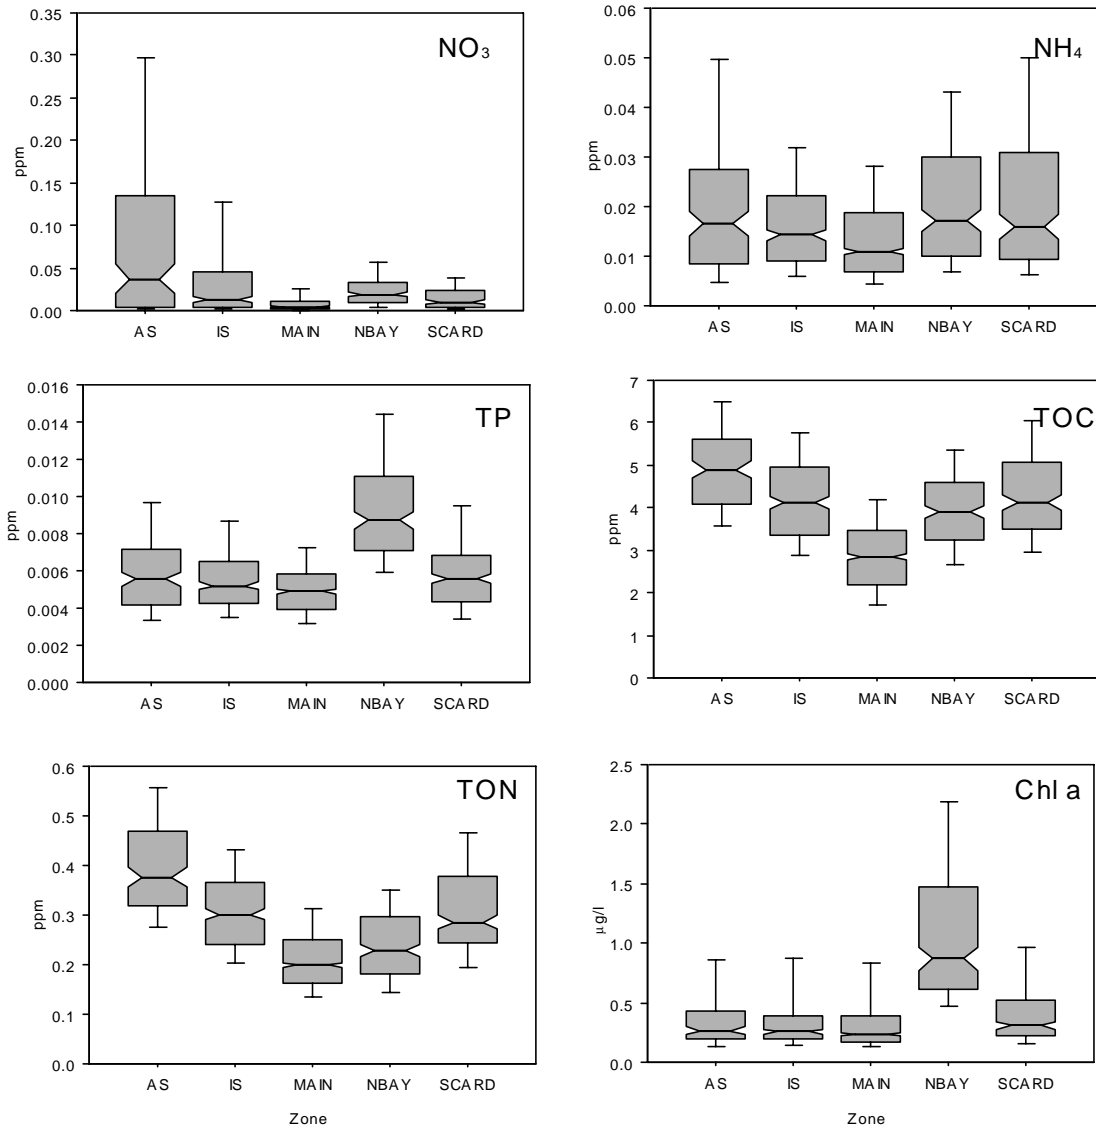 NO3
0.35
0.30
0.25
0.20
0.15
0.10
0.05
0.00
ppm
AS IS MAIN NBAY SCARD
NH4
0.06
0.05
0.04
0.03
0.02
0.01
0.00
ppm
AS IS MAIN NBAY SCARD
TP
0.016
0.014
0.012
0.010
0.008
0.006
0.004
0.002
0.000
ppm
AS IS MAIN NBAY SCARD
TOC
7
6
5
4
3
2
1
0
ppm
AS IS MAIN NBAY SCARD
TON
0.6
0.5
0.4
0.3
0.2
0.1
0.0
ppm
AS IS MAIN NBAY SCARD
Zone
Chl a
2.5
2.0
1.5
1.0
0.5
0.0
µg/l
AS IS MAIN NBAY SCARD
Zone